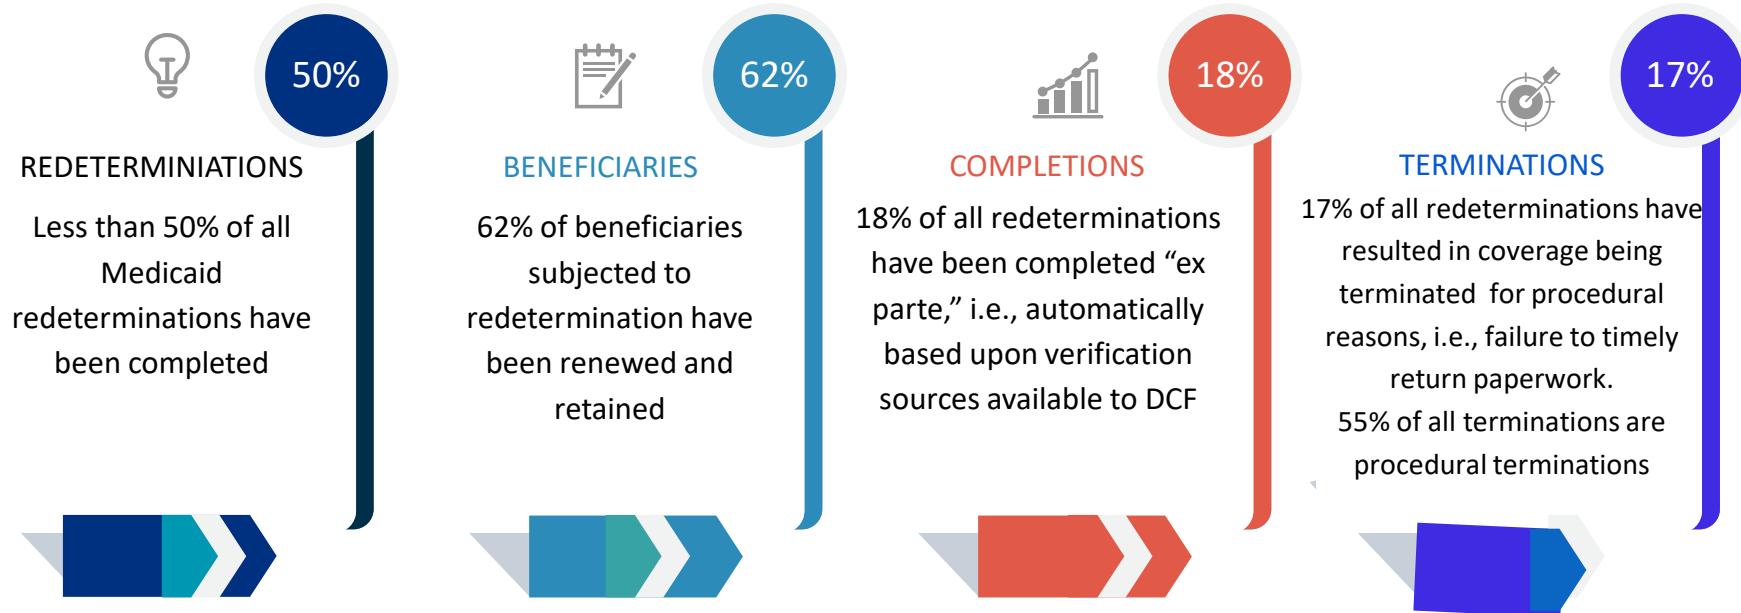 50%
REDETERMINIATIONS
Less than 50% of all
Medicaid
redeterminations have
been completed
62%
BENEFICIARIES
62% of beneficiaries
subjected to
redetermination have
been renewed and
retained
18%
COMPLETIONS
18% of all redeterminations
have been completed “ex
parte,” i.e., automatically
based upon verification
sources available to DCF
17%
TERMINATIONS
17% of all redeterminations have
resulted in coverage being
terminated for procedural
reasons, i.e., failure to timely
return paperwork.
55% of all terminations are
procedural terminations